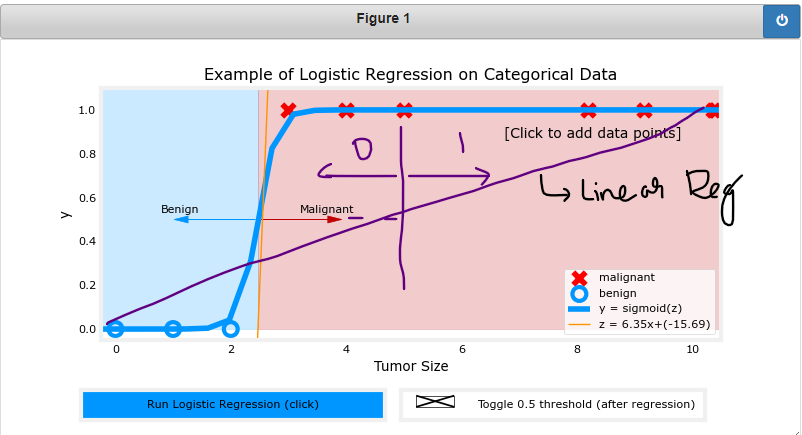 Figure 1
Example of Logistic Regression on Categorical Data
1.0
0.8
0.6
0.4
0.2
0.0
y
0 1
[Click to add data points]
Linear Reg
Benign Malignant
malignant
benign
y = sigmoid(z)
z = 6.35x+(-15.69)
0 2 4 6 8 10
Tumor Size
Run Logistic Regression (click) Toggle 0.5 threshold (after regression)